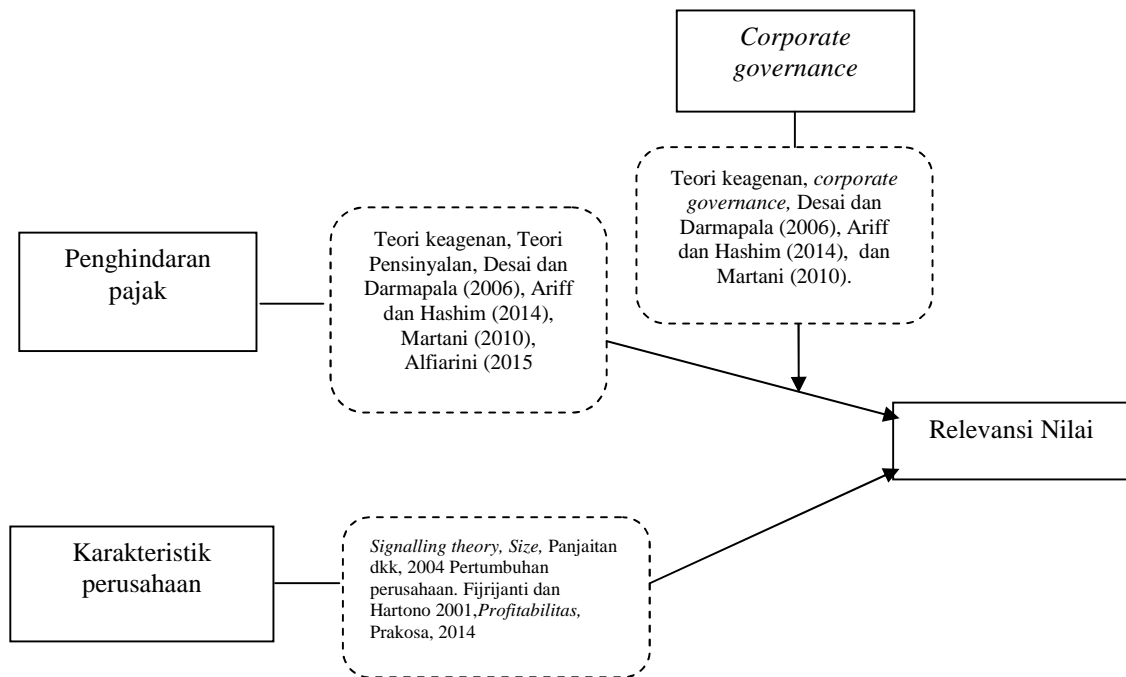 Corporate
governance
Teori keagenan, corporate
governance, Desai dan
Darmapala (2006), Ariff
dan Hashim (2014),  dan
Martani (2010).
Penghindaran
pajak
Teori keagenan, Teori
Pensinyalan, Desai dan
Darmapala (2006), Ariff
dan Hashim (2014),
Martani (2010),
Alfiarini (2015
Relevansi Nilai
Karakteristik
perusahaan
Signalling theory, Size, Panjaitan
dkk, 2004 Pertumbuhan
perusahaan. Fijrijanti dan
Hartono 2001,Profitabilitas,
Prakosa, 2014